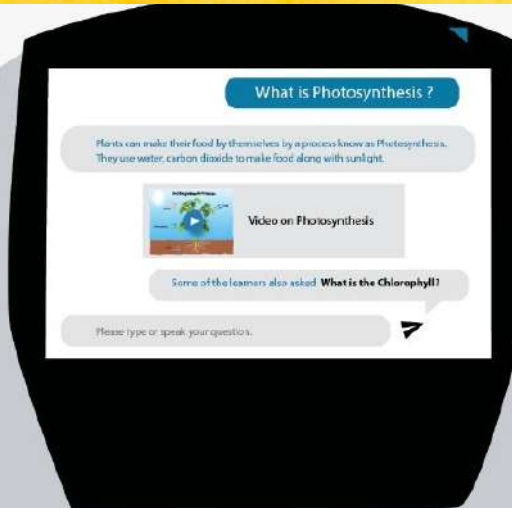 What is Photosynthesis ?
Plants can make their food by themselves by a process know as Photosynthesis.
They use water, carbon dioxide to make food along with sunlight.
Video on Photosynthesis
Some of the learners also asked What is the Chlorophyll?
Please type or speak your question.